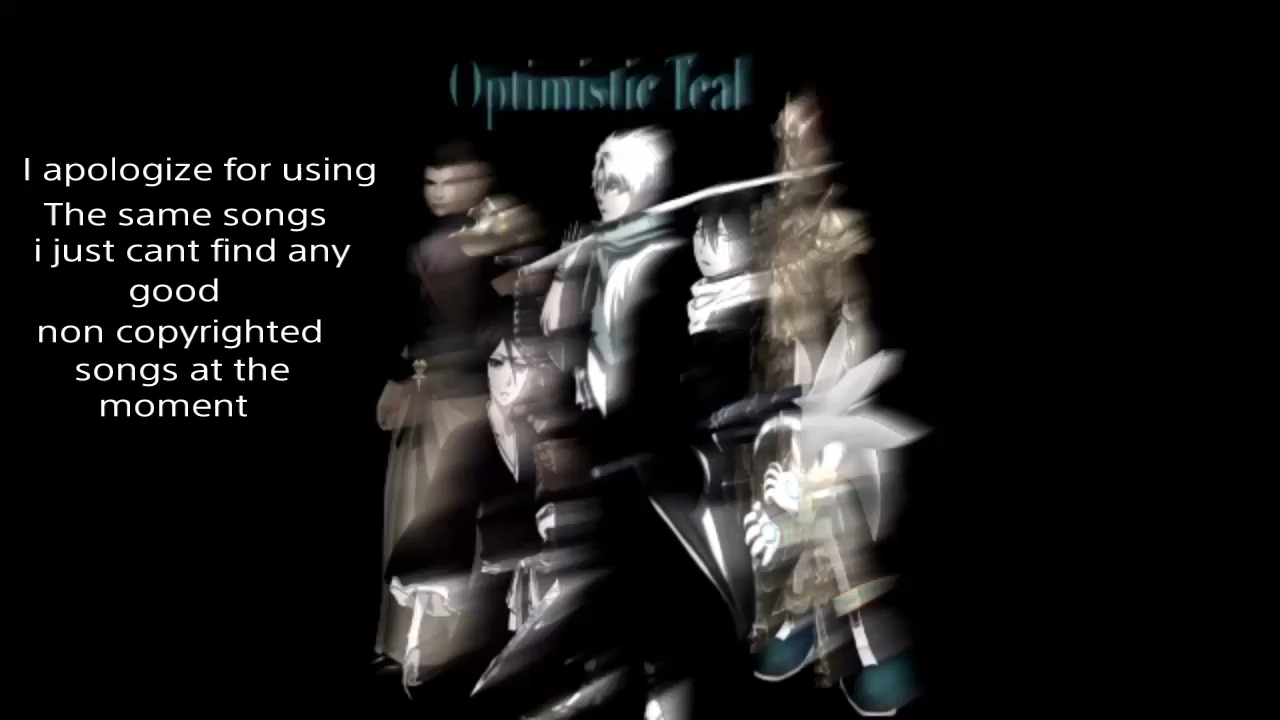 Optimistic Teal
I apologize for using
The same songs
i just cant find any
good
non copyrighted
songs at the
moment